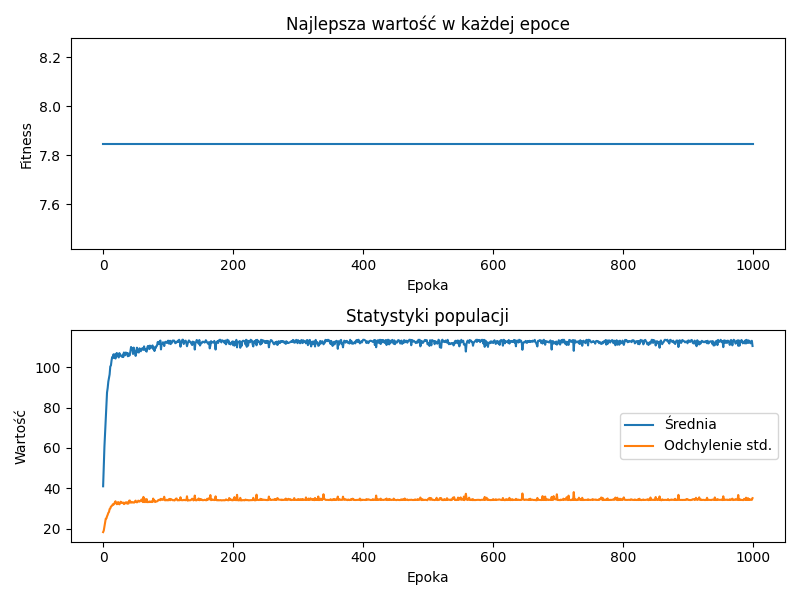 Najlepsza wartość w każdej epoce
8.2
8.0
7.8
7.6
Fitness
0 200 400 600 800 1000
Epoka
Statystyki populacji
100
80
60
40
20
Wartość
Średnia
Odchylenie std.
0 200 400 600 800 1000
Epoka